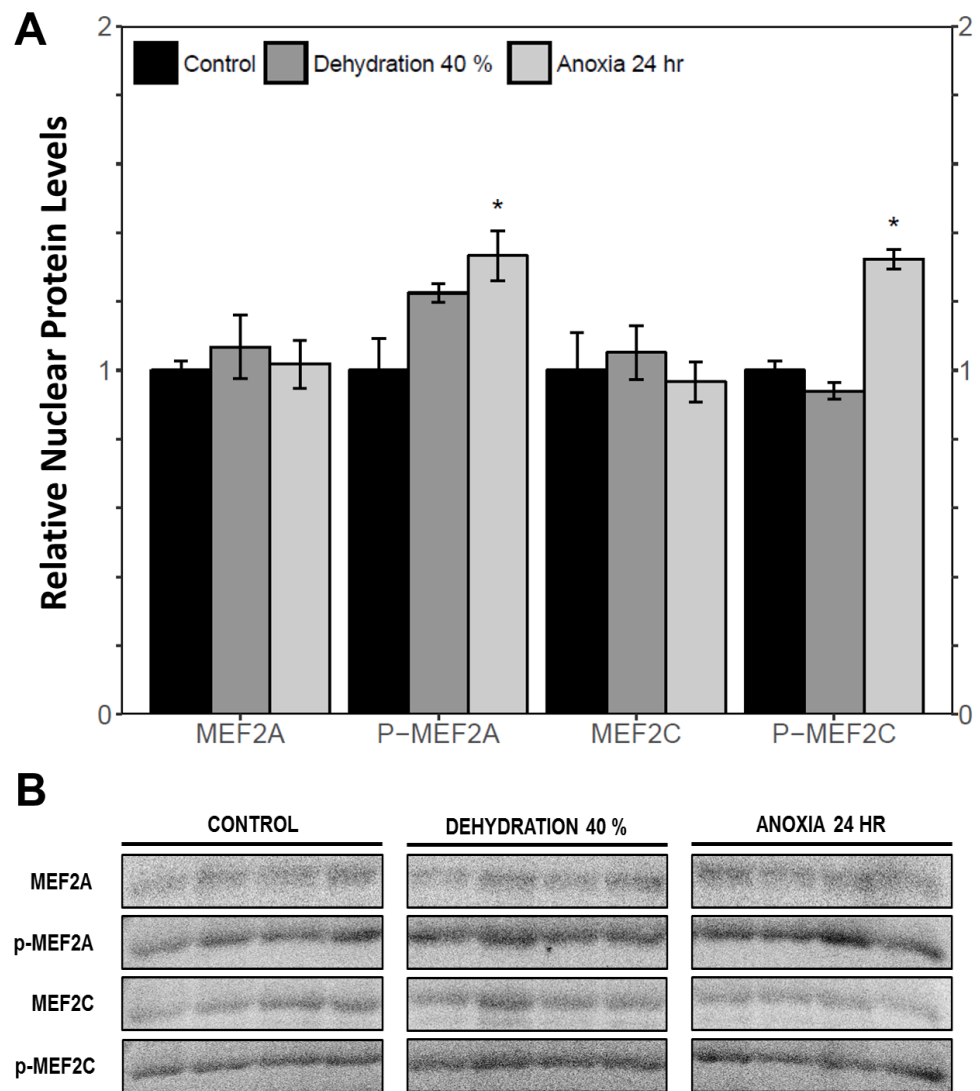 A
2 2
Control Dehydration 40 % Anoxia 24 hr
Relative Nuclear Protein Levels
* *
1 1
0 0
MEF2A P−MEF2A MEF2C P−MEF2C
B
CONTROL DEHYDRATION 40 % ANOXIA 24 HR
MEF2A
p-MEF2A
MEF2C
p-MEF2C